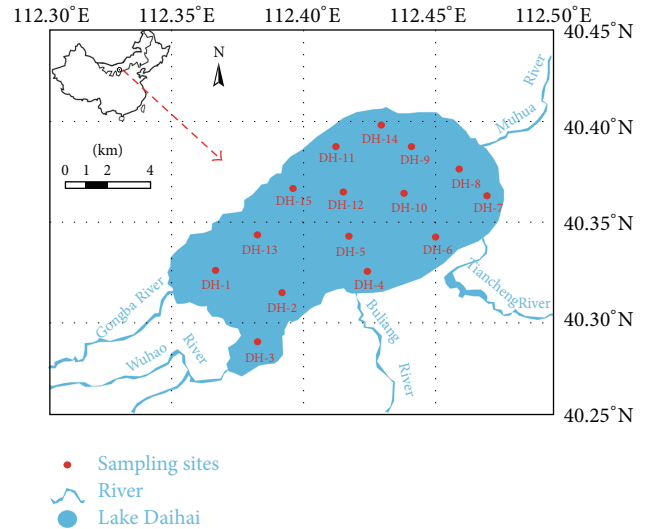 112.30°E 112.35°E 112.40°E 112.45°E 112.50°E
40.45°N
N
River
Muhua
40.40°N
(km)
0 1 2 4
DH-14
DH-11
DH-9
DH-8
DH-15
DH-12
DH-10
DH-7
40.35°N
DH-13
DH-5
DH-6
DH-1
DH-4
Tiancheng River
DH-2
Gongba River
Buliang
River
40.30°N
DH-3
Wuhao
River
40.25°N
Sampling sites
River
Lake Daihai